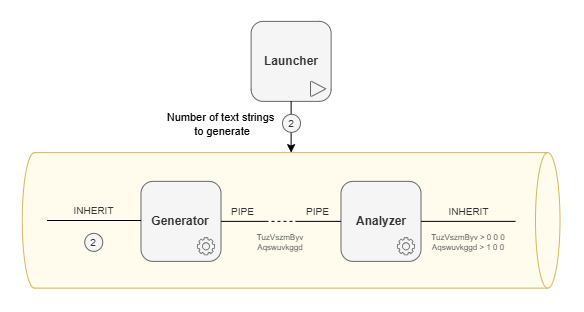 Launcher
Number of text strings
to generate
2
INHERIT
2
Generator
PIPE
PIPE
TuzVszmByv
Aqswuvkggd
Analyzer
INHERIT
TuzVszmByv > 0 0 0
Aqswuvkggd > 1 0 0